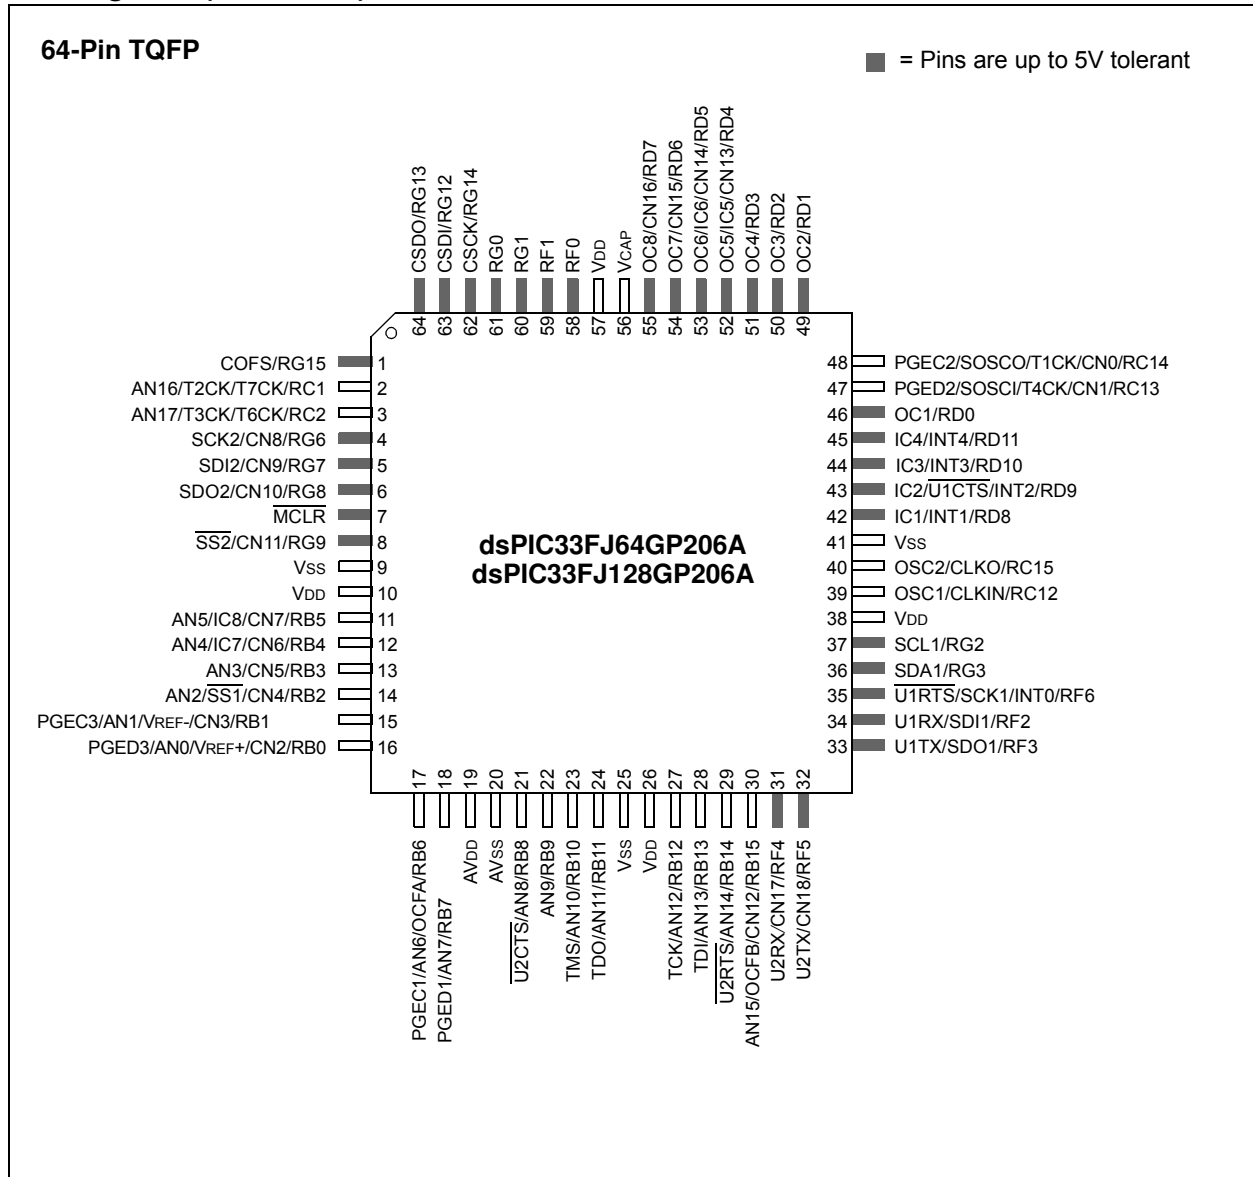 64-Pin TQFP
= Pins are up to 5V tolerant
64 CSDO/RG13
63 CSDI/RG12
62 CSCK/RG14
61 RG0
60 RG1
59 RF1
58 RF0
57 VDD
56 VCAP
55 OC8/CN16/RD7
54 OC7/CN15/RD6
53 OC6/IC6/CN14/RD5
52 OC5/IC5/CN13/RD4
51 OC4/RD3
50 OC3/RD2
49 OC2/RD1
COFS/RG15 1
AN16/T2CK/T7CK/RC1 2
AN17/T3CK/T6CK/RC2 3
SCK2/CN8/RG6 4
SDI2/CN9/RG7 5
SDO2/CN10/RG8 6
MCLR 7
SS2/CN11/RG9 8
VSS 9
VDD 10
AN5/IC8/CN7/RB5 11
AN4/IC7/CN6/RB4 12
AN3/CN5/RB3 13
AN2/SS1/CN4/RB2 14
PGEC3/AN1/VREF-/CN3/RB1 15
PGED3/AN0/VREF+/CN2/RB0 16
dsPIC33FJ64GP206A
dsPIC33FJ128GP206A
48 PGEC2/SOSCO/T1CK/CN0/RC14
47 PGED2/SOSCI/T4CK/CN1/RC13
46 OC1/RD0
45 IC4/INT4/RD11
44 IC3/INT3/RD10
43 IC2/U1CTS/INT2/RD9
42 IC1/INT1/RD8
41 VSS
40 OSC2/CLKO/RC15
39 OSC1/CLKIN/RC12
38 VDD
37 SCL1/RG2
36 SDA1/RG3
35 U1RTS/SCK1/INT0/RF6
34 U1RX/SDI1/RF2
33 U1TX/SDO1/RF3
17 PGEC1/AN6/OCFA/RB6
18 PGED1/AN7/RB7
19 AVDD
20 AVSS
21 U2CTS/AN8/RB8
22 AN9/RB9
23 TMS/AN10/RB10
24 TDO/AN11/RB11
25 VSS
26 VDD
27 TCK/AN12/RB12
28 TDI/AN13/RB13
29 U2RTS/AN14/RB14
30 AN15/OCFB/CN12/RB15
31 U2RX/CN17/RF4
32 U2TX/CN18/RF5